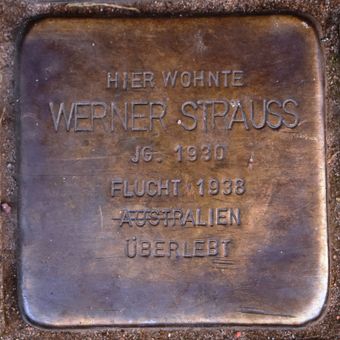 HIER WOHNTE
WERNER STRAUSS
JG. 1930
FLUCHT 1938
AUSTRALIEN
ÜBERLEBT